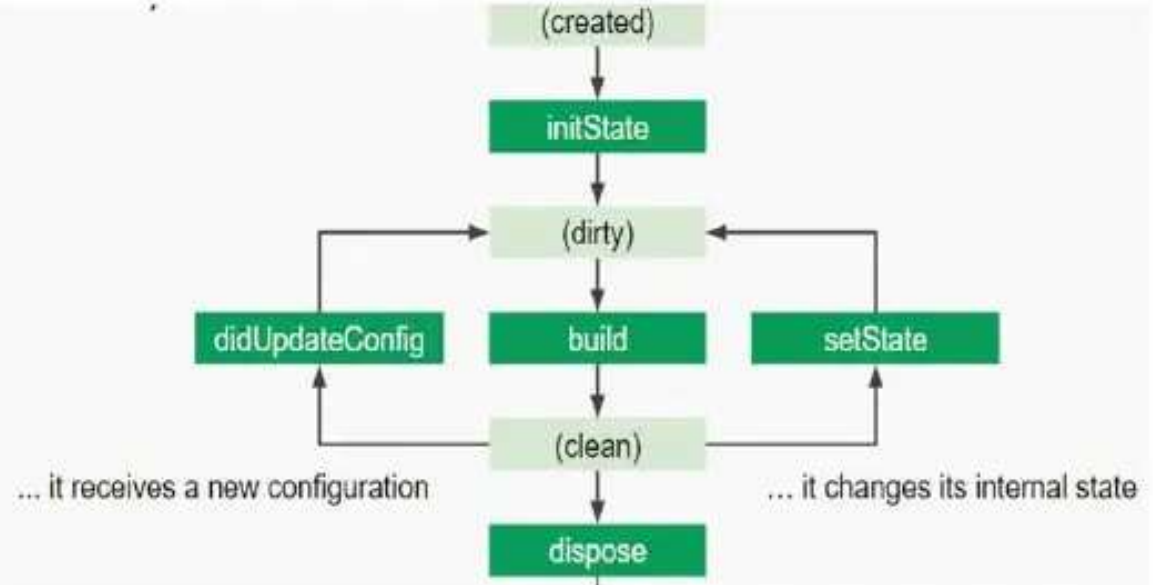 (created)
initState
(dirty)
didUpdateConfig
build
setState
(clean)
... it receives a new configuration
... it changes its internal state
dispose